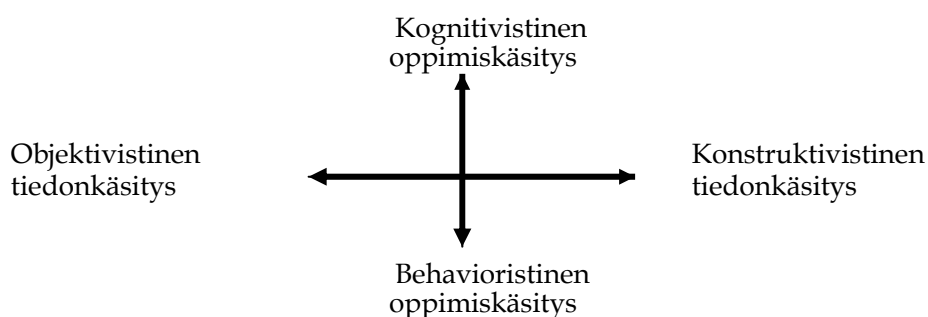 Kognitivistinen
oppimiskäsitys
Objektivistinen
tiedonkäsitys
Konstruktivistinen
tiedonkäsitys
Behavioristinen
oppimiskäsitys